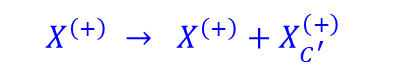 X⁽⁺⁾ → X⁽⁺⁾ + X_{C′}^{(+)}